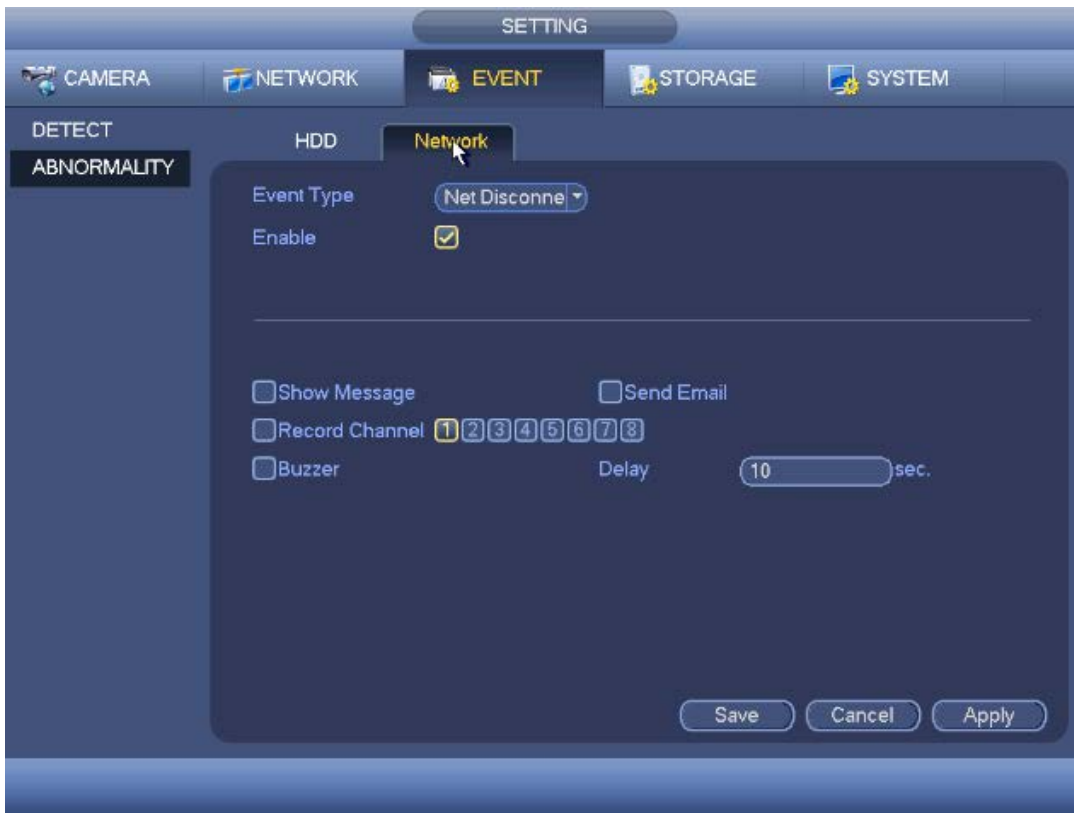 SETTING
CAMERA NETWORK EVENT STORAGE SYSTEM
DETECT
HDD Network
ABNORMALITY
Event Type Net Disconne
Enable
Show Message Send Email
Record Channel 1 2 3 4 5 6 7 8
Buzzer Delay 10 sec.
Save Cancel Apply